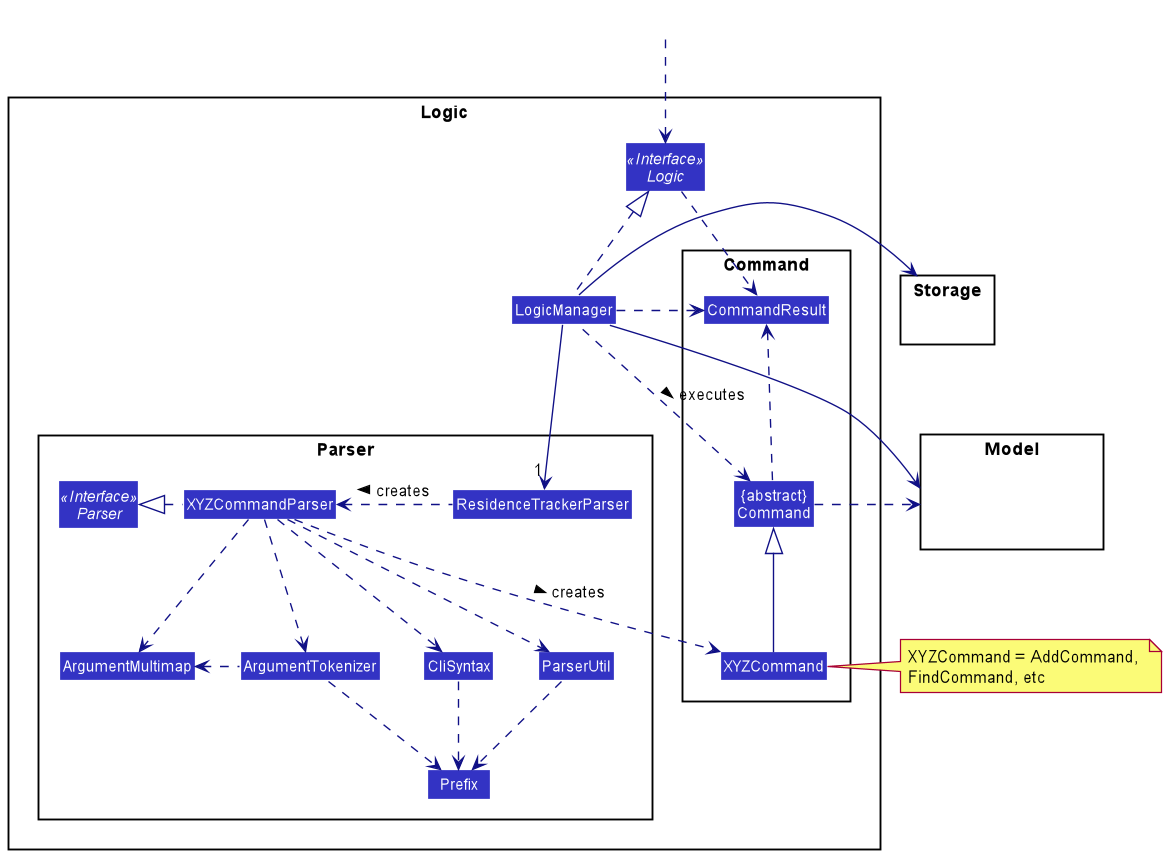 Logic
«Interface»
Logic
Command
Storage
LogicManager
CommandResult
executes
Parser
Model
1
«Interface»
Parser
XYZCommandParser
creates
ResidenceTrackerParser
{abstract}
Command
creates
ArgumentMultimap
ArgumentTokenizer
CliSyntax
ParserUtil
XYZCommand
XYZCommand = AddCommand,
FindCommand, etc
Prefix